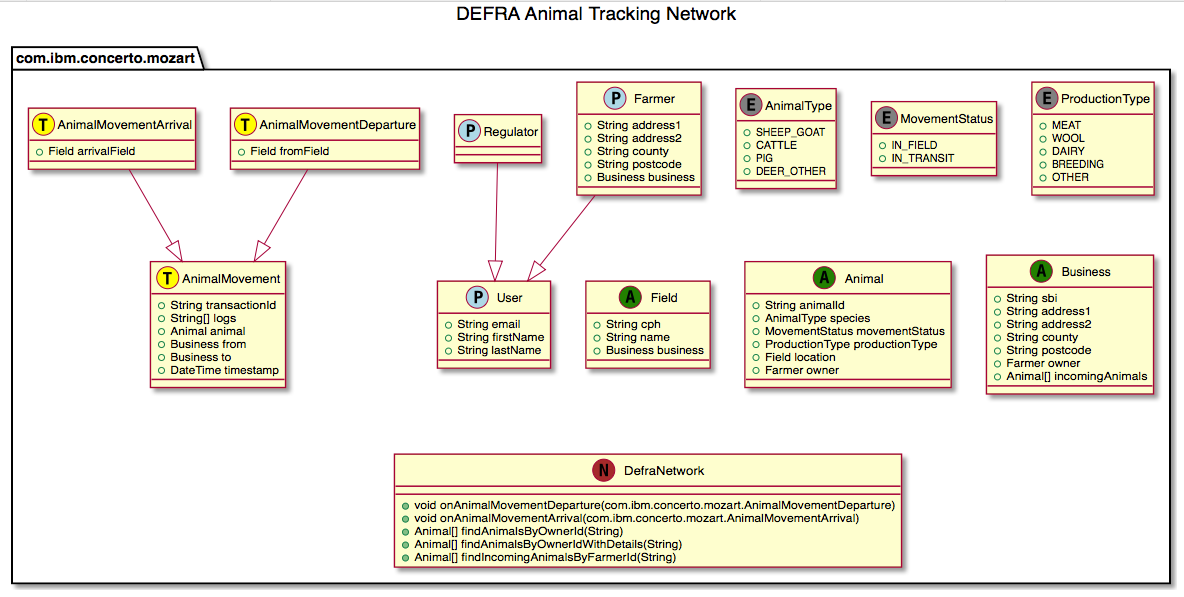 DEFRA Animal Tracking Network
com.ibm.concerto.mozart
T AnimalMovementArrival
Field arrivalField
T AnimalMovementDeparture
Field fromField
P Regulator
P Farmer
String address1
String address2
String county
String postcode
Business business
E AnimalType
SHEEP_GOAT
CATTLE
PIG
DEER_OTHER
E MovementStatus
IN_FIELD
IN_TRANSIT
E ProductionType
MEAT
WOOL
DAIRY
BREEDING
OTHER
T AnimalMovement
String transactionId
String[] logs
Animal animal
Business from
Business to
DateTime timestamp
P User
String email
String firstName
String lastName
A Field
String cph
String name
Business business
A Animal
String animalId
AnimalType species
MovementStatus movementStatus
ProductionType productionType
Field location
Farmer owner
A Business
String sbi
String address1
String address2
String county
String postcode
Farmer owner
Animal[] incomingAnimals
N DefraNetwork
void onAnimalMovementDeparture(com.ibm.concerto.mozart.AnimalMovementDeparture)
void onAnimalMovementArrival(com.ibm.concerto.mozart.AnimalMovementArrival)
Animal[] findAnimalsByOwnerId(String)
Animal[] findAnimalsByOwnerIdWithDetails(String)
Animal[] findIncomingAnimalsByFarmerId(String)